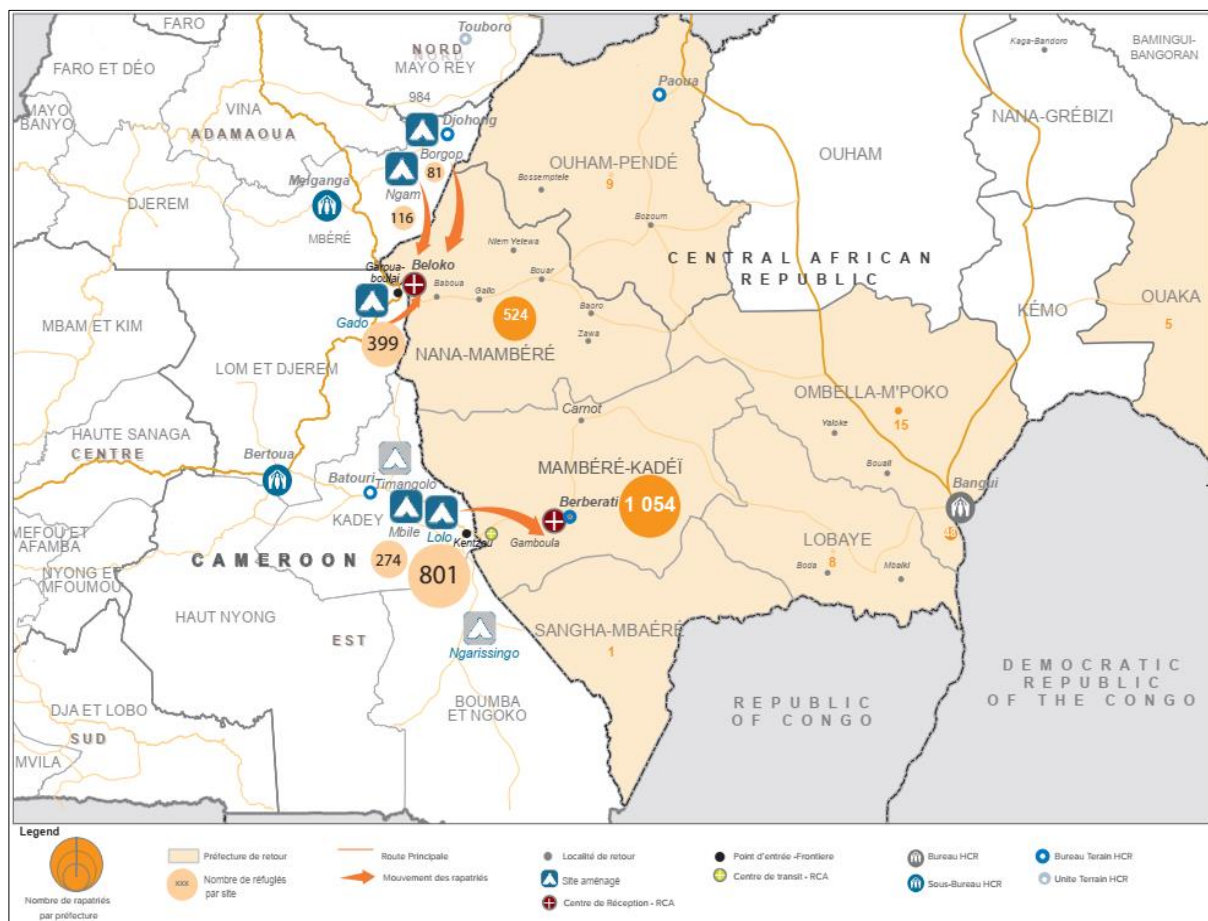 FARO
Touboro
NORD
NORD
MAYO REY
FARO ET DÉO
984
VINA
MAYO
BANYO
ADAMAOUA
Djohong
Borgop
81
Ngam
116
Meiganga
DJEREM
MBÉRÉ
Kaga-Bandoro
BAMINGUI-
BANGORAN
Paoua
NANA-GRÉBIZI
OUHAM
OUHAM-PENDÉ
9
Bossemptele
Bozoum
Niem Yelewa
CENTRAL AFRICAN
REPUBLIC
Garoua-
boulai
Beloko
Baboua
Gallo
Bouar
Baoro
Zawa
KÉMO
OUAKA
5
Gado
399
524
NANA-MAMBÉRÉ
MBAM ET KIM
LOM ET DJEREM
OMBELLA-M'POKO
15
Yaloke
Bouali
Bangui
48
HAUTE SANAGA
CENTRE
Bertoua
Batouri
Timangolo
Carnot
MAMBÉRÉ-KADÉÏ
1 054
Berberati
KADEY
Mbile
Lolo
Kentzou
Gamboula
MEFOU ET
AFAMBA
CAMEROON
274
801
LOBAYE
8
Boda
Mbaiki
NYONG ET
MFOUMOU
HAUT NYONG
EST
Ngarissingo
SANGHA-MBAÉRÉ
1
DEMOCRATIC
REPUBLIC
OF THE CONGO
REPUBLIC
OF CONGO
BOUMBA
ET NGOKO
DJA ET LOBO
SUD
MVILA
Legend
Nombre de rapatriés
par préfecture
Préfecture de retour
xxx
Nombre de réfugiés
par site
Route Principale
Mouvement des rapatriés
Localité de retour
Site aménagé
Centre de Réception - RCA
Point d'entrée -Frontiere
Centre de transit - RCA
Bureau HCR
Sous-Bureau HCR
Bureau Terrain HCR
Unite Terrain HCR